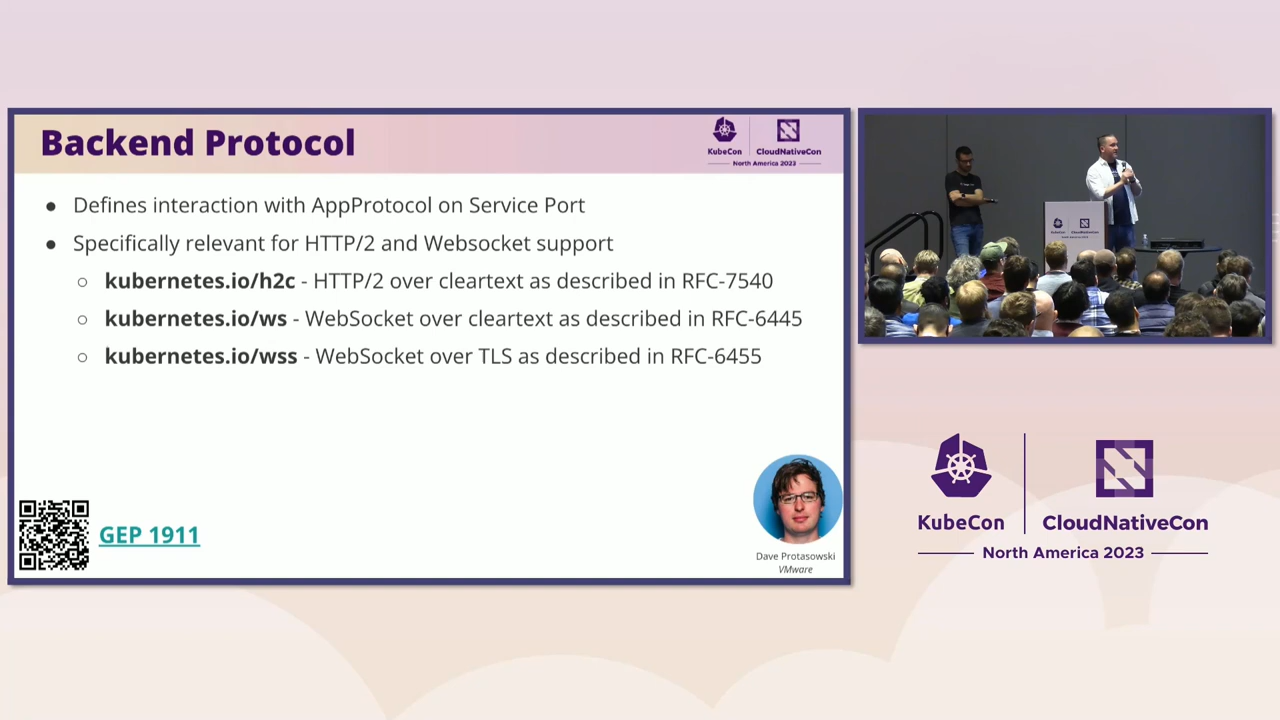 Backend Protocol
KubeCon
CloudNativeCon
North America 2023
● Defines interaction with AppProtocol on Service Port
● Specifically relevant for HTTP/2 and Websocket support
○ kubernetes.io/h2c - HTTP/2 over cleartext as described in RFC-7540
○ kubernetes.io/ws - WebSocket over cleartext as described in RFC-6445
○ kubernetes.io/wss - WebSocket over TLS as described in RFC-6455
GEP 1911
Dave Protasowski
VMware
KubeCon
CloudNativeCon
North America 2023